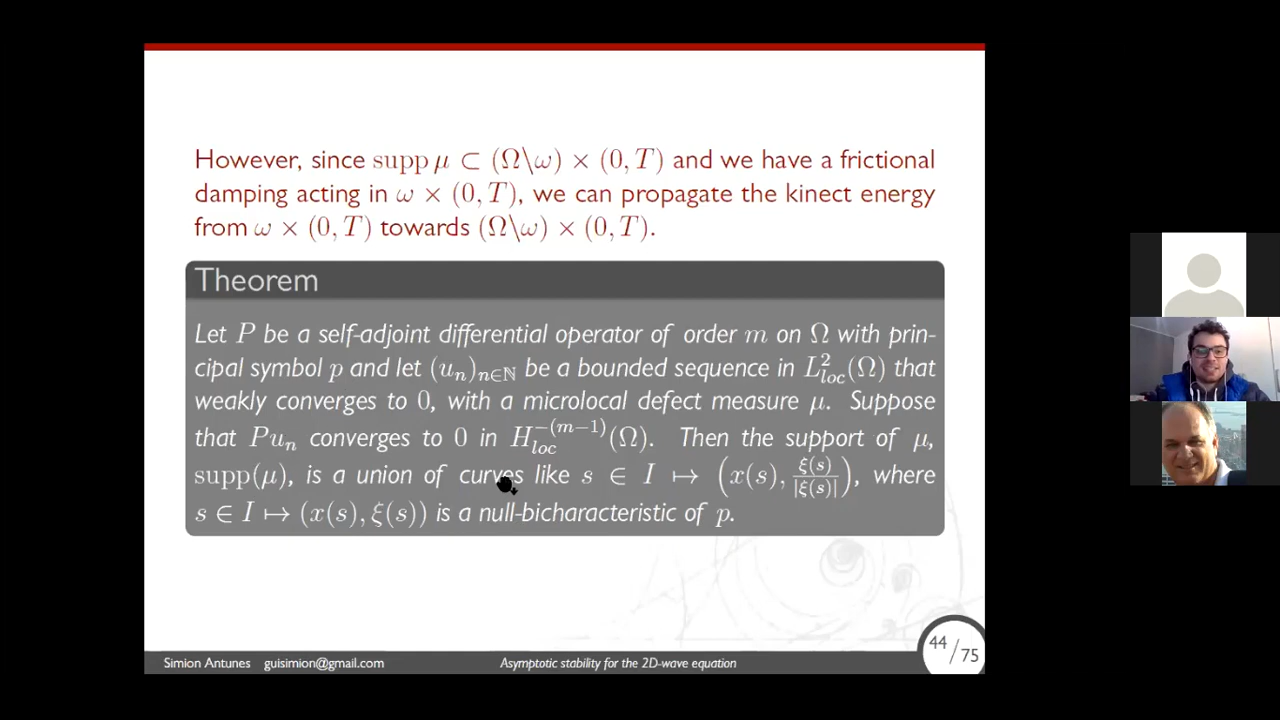 However, since supp μ ⊂ (Ω\ω) × (0, T) and we have a frictional
damping acting in ω × (0, T), we can propagate the kinect energy
from ω × (0, T) towards (Ω\ω) × (0, T).
Theorem
Let P be a self-adjoint differential operator of order m on Ω with prin-
cipal symbol p and let (u_n)_{n∈ℕ} be a bounded sequence in L^2_{loc}(Ω) that
weakly converges to 0, with a microlocal defect measure μ. Suppose
that Pu_n converges to 0 in H^{-(m-1)}_{loc}(Ω). Then the support of μ,
supp(μ), is a union of curves like s ∈ I ↦ (x(s), ξ(s)/|ξ(s)|), where
s ∈ I ↦ (x(s), ξ(s)) is a null-bicharacteristic of p.
Simion Antunes guisimion@gmail.com Asymptotic stability for the 2D-wave equation 44/75